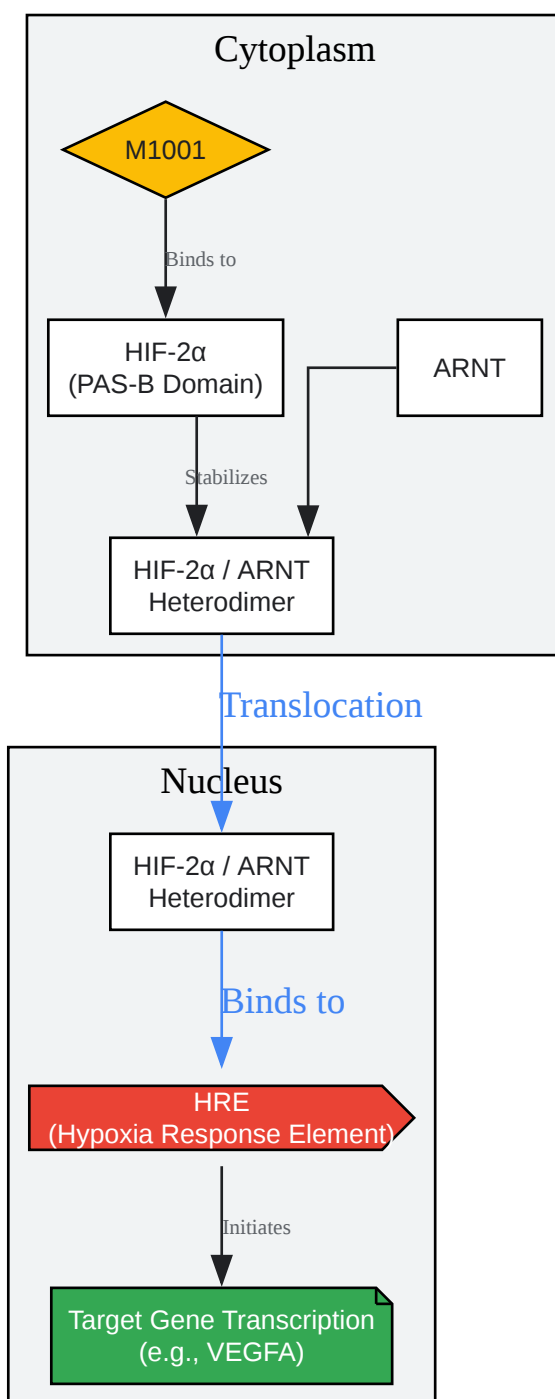 Cytoplasm
M1001
Binds to
HIF-2α
(PAS-B Domain)
ARNT
Stabilizes
HIF-2α / ARNT
Heterodimer
Translocation
Nucleus
HIF-2α / ARNT
Heterodimer
Binds to
HRE
(Hypoxia Response Element)
Initiates
Target Gene Transcription
(e.g., VEGFA)